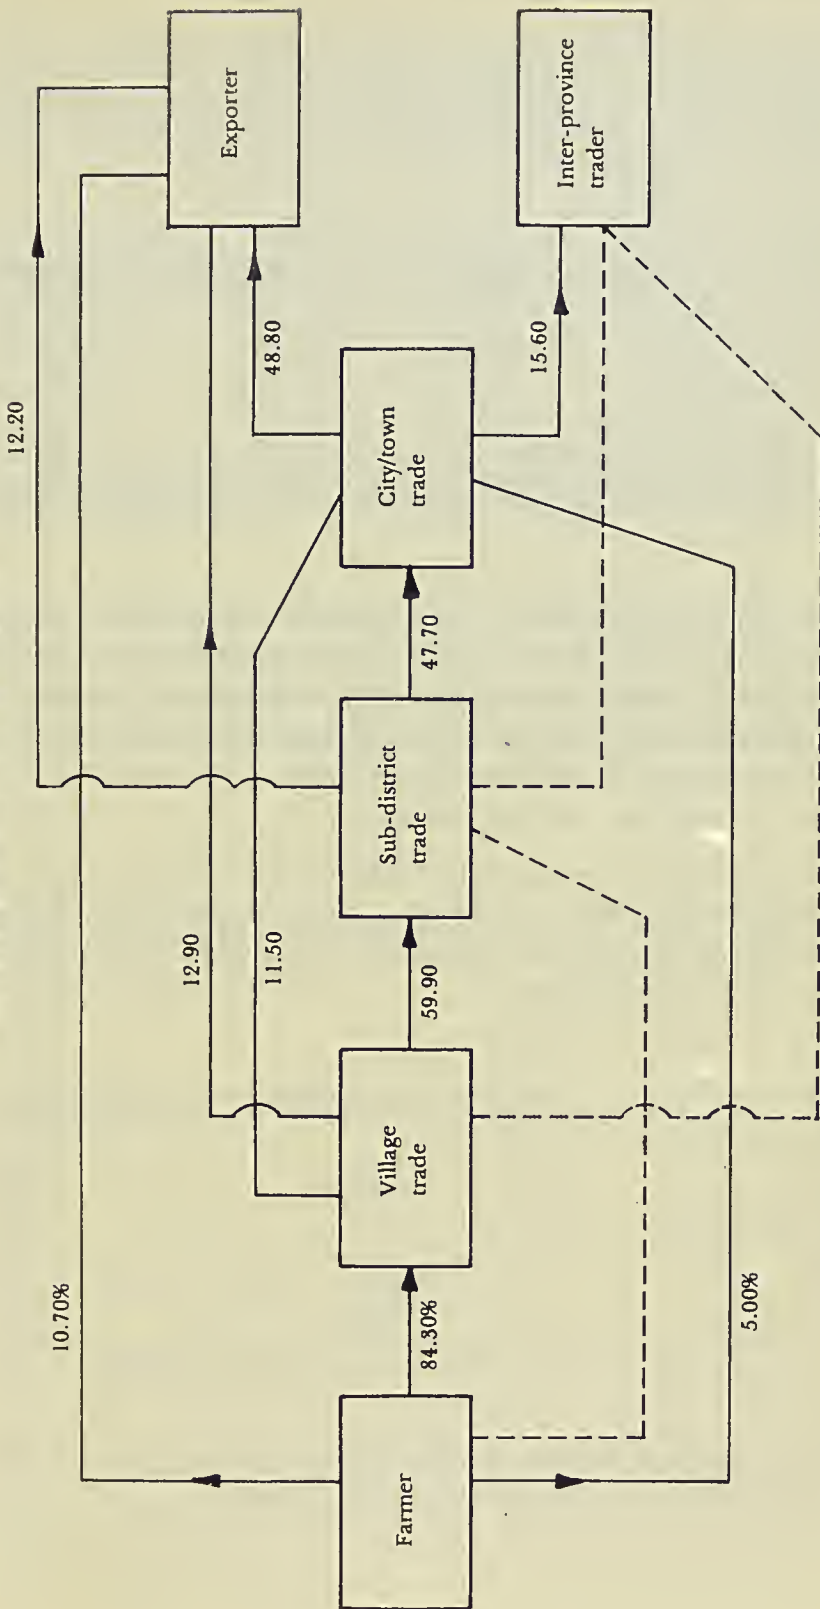 12.20
10.70%
12.90
11.50
48.80
15.60
Exporter
Inter-province
trader
City/town
trade
47.70
Sub-district
trade
59.90
Village
trade
84.30%
Farmer
5.00%